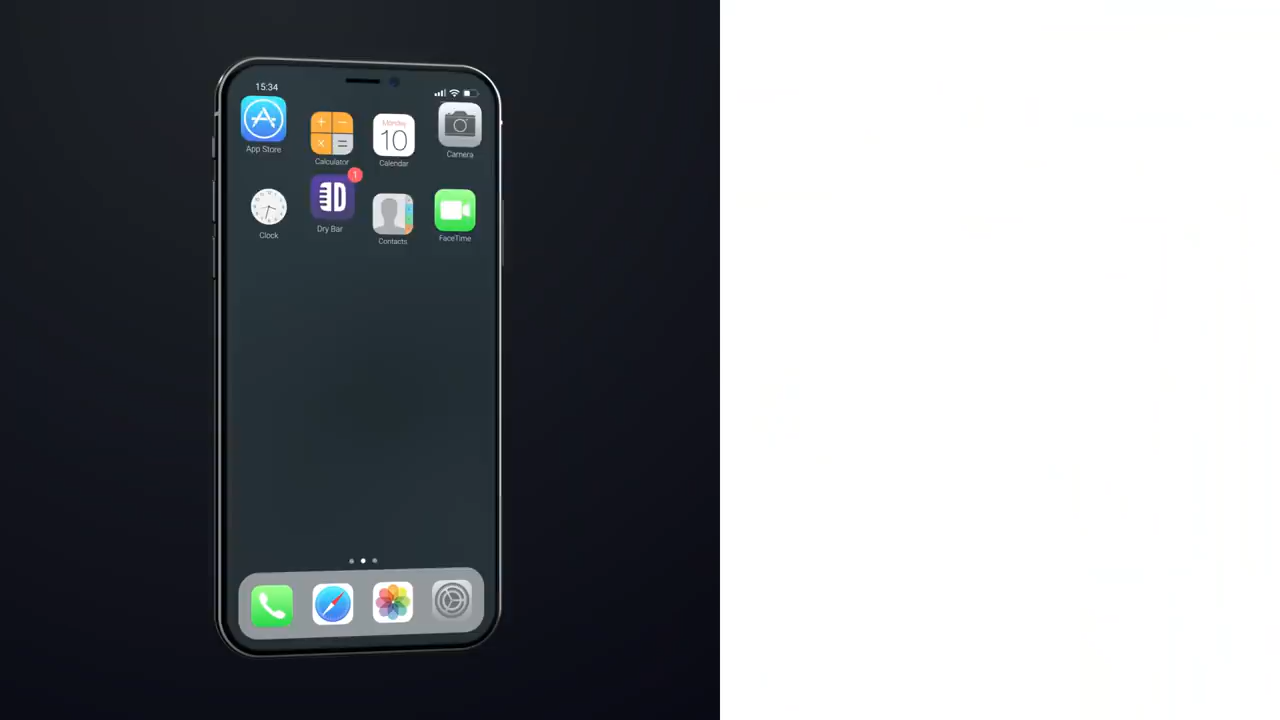 15:34
App Store
Calculator
Monday
10
Calendar
Camera
Clock
1
Dry Bar
Contacts
FaceTime